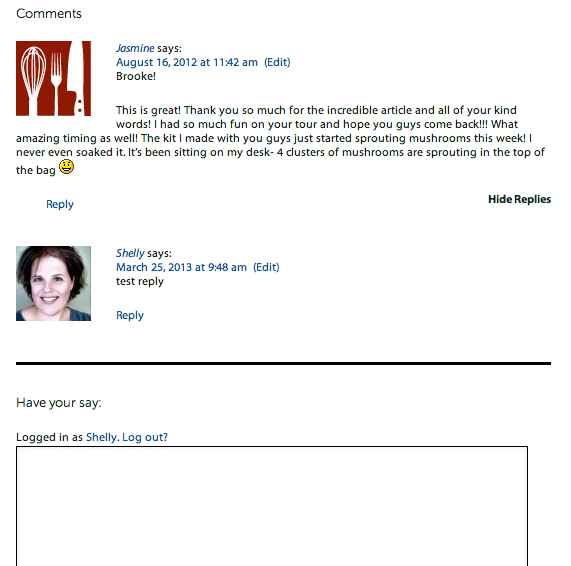 Comments
Jasmine says:
August 16, 2012 at 11:42 am (Edit)
Brooke!
This is great! Thank you so much for the incredible article and all of your kind
words! I had so much fun on your tour and hope you guys come back!!! What
amazing timing as well! The kit I made with you guys just started sprouting mushrooms this week! I
never even soaked it. It's been sitting on my desk- 4 clusters of mushrooms are sprouting in the top of
the bag
Reply
Hide Replies
Shelly says:
March 25, 2013 at 9:48 am (Edit)
test reply
Reply
Have your say:
Logged in as Shelly. Log out?